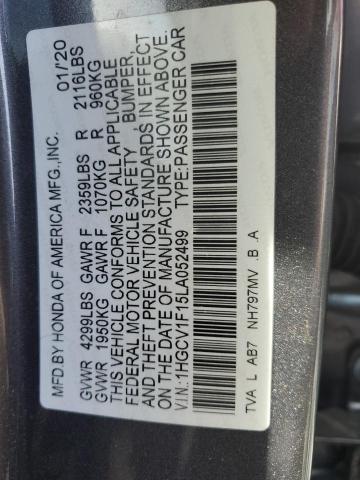 MFD.BY HONDA OF AMERICA MFG.,INC. 01/'20
GVWR 4299LBS GAWR F 2359LBS R 2116LBS
GVWR 1950KG GAWR F 1070KG R 960KG
THIS VEHICLE CONFORMS TO ALL APPLICABLE
FEDERAL MOTOR VEHICLE SAFETY , BUMPER,
AND THEFT PREVENTION STANDARDS IN EFFECT
ON THE DATE OF MANUFACTURE SHOWN ABOVE.
V.I.N.:1HGCV1F15LA052499 TYPE:PASSENGER CAR
TVA L AB7 NH797MV .B .A